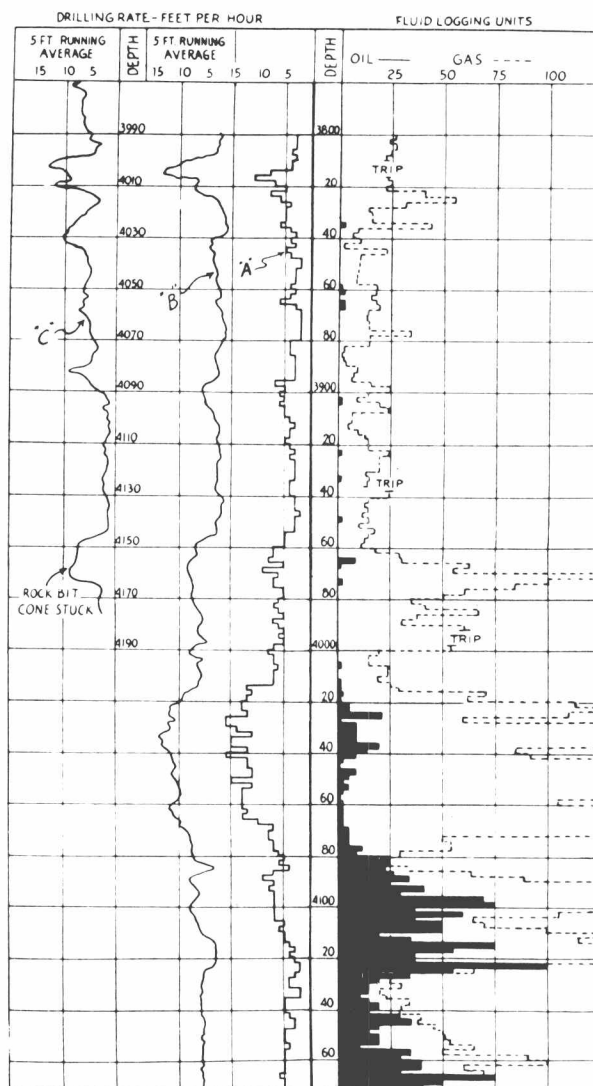 DRILLING RATE - FEET PER HOUR
FLUID LOGGING UNITS
5 FT. RUNNING AVERAGE
15 10 5
DEPTH
5 FT. RUNNING AVERAGE
15 10 5
15 10 5
DEPTH
OIL —— GAS ----
25 50 75 100
3990
4010
4030
4050
4070
4090
4110
4130
4150
4170
4190
"C"
"B"
"A"
ROCK BIT
CONE STUCK
3800
TRIP
20
40
60
80
3900
20
40
TRIP
60
80
TRIP
4000
20
40
60
80
4100
20
40
60